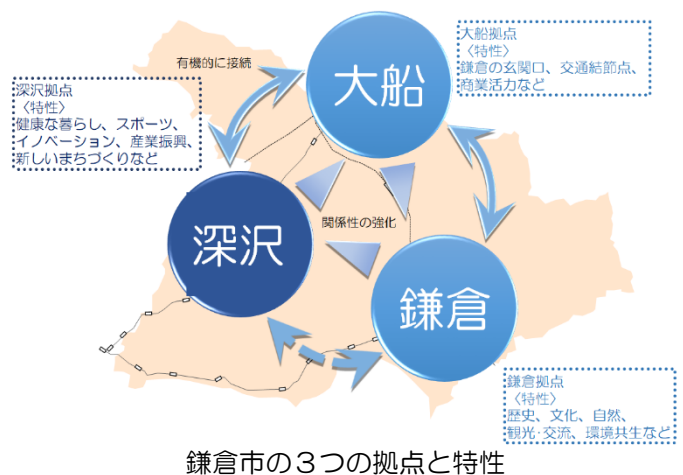 大船拠点
〈特性〉
鎌倉の玄関口、交通結節点、
商業活力など
有機的に接続
大船
深沢拠点
〈特性〉
健康な暮らし、スポーツ、
イノベーション、産業振興、
新しいまちづくりなど
関係性の強化
深沢
鎌倉
鎌倉拠点
〈特性〉
歴史、文化、自然、
観光・交流、環境共生など
鎌倉市の３つの拠点と特性